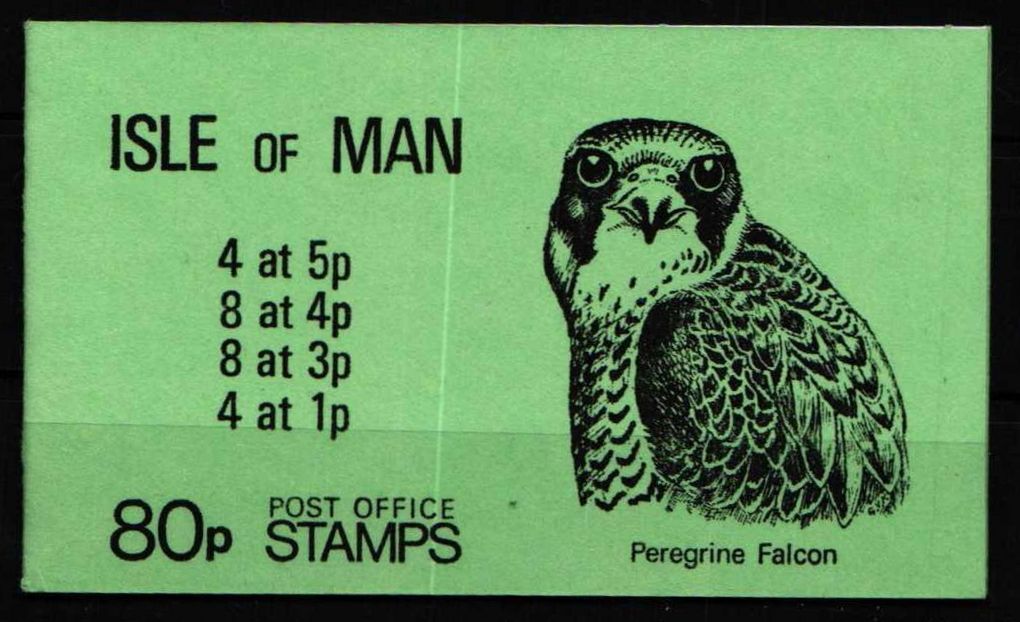 ISLE OF MAN
4 at 5p
8 at 4p
8 at 3p
4 at 1p
80p POST OFFICE STAMPS
Peregrine Falcon